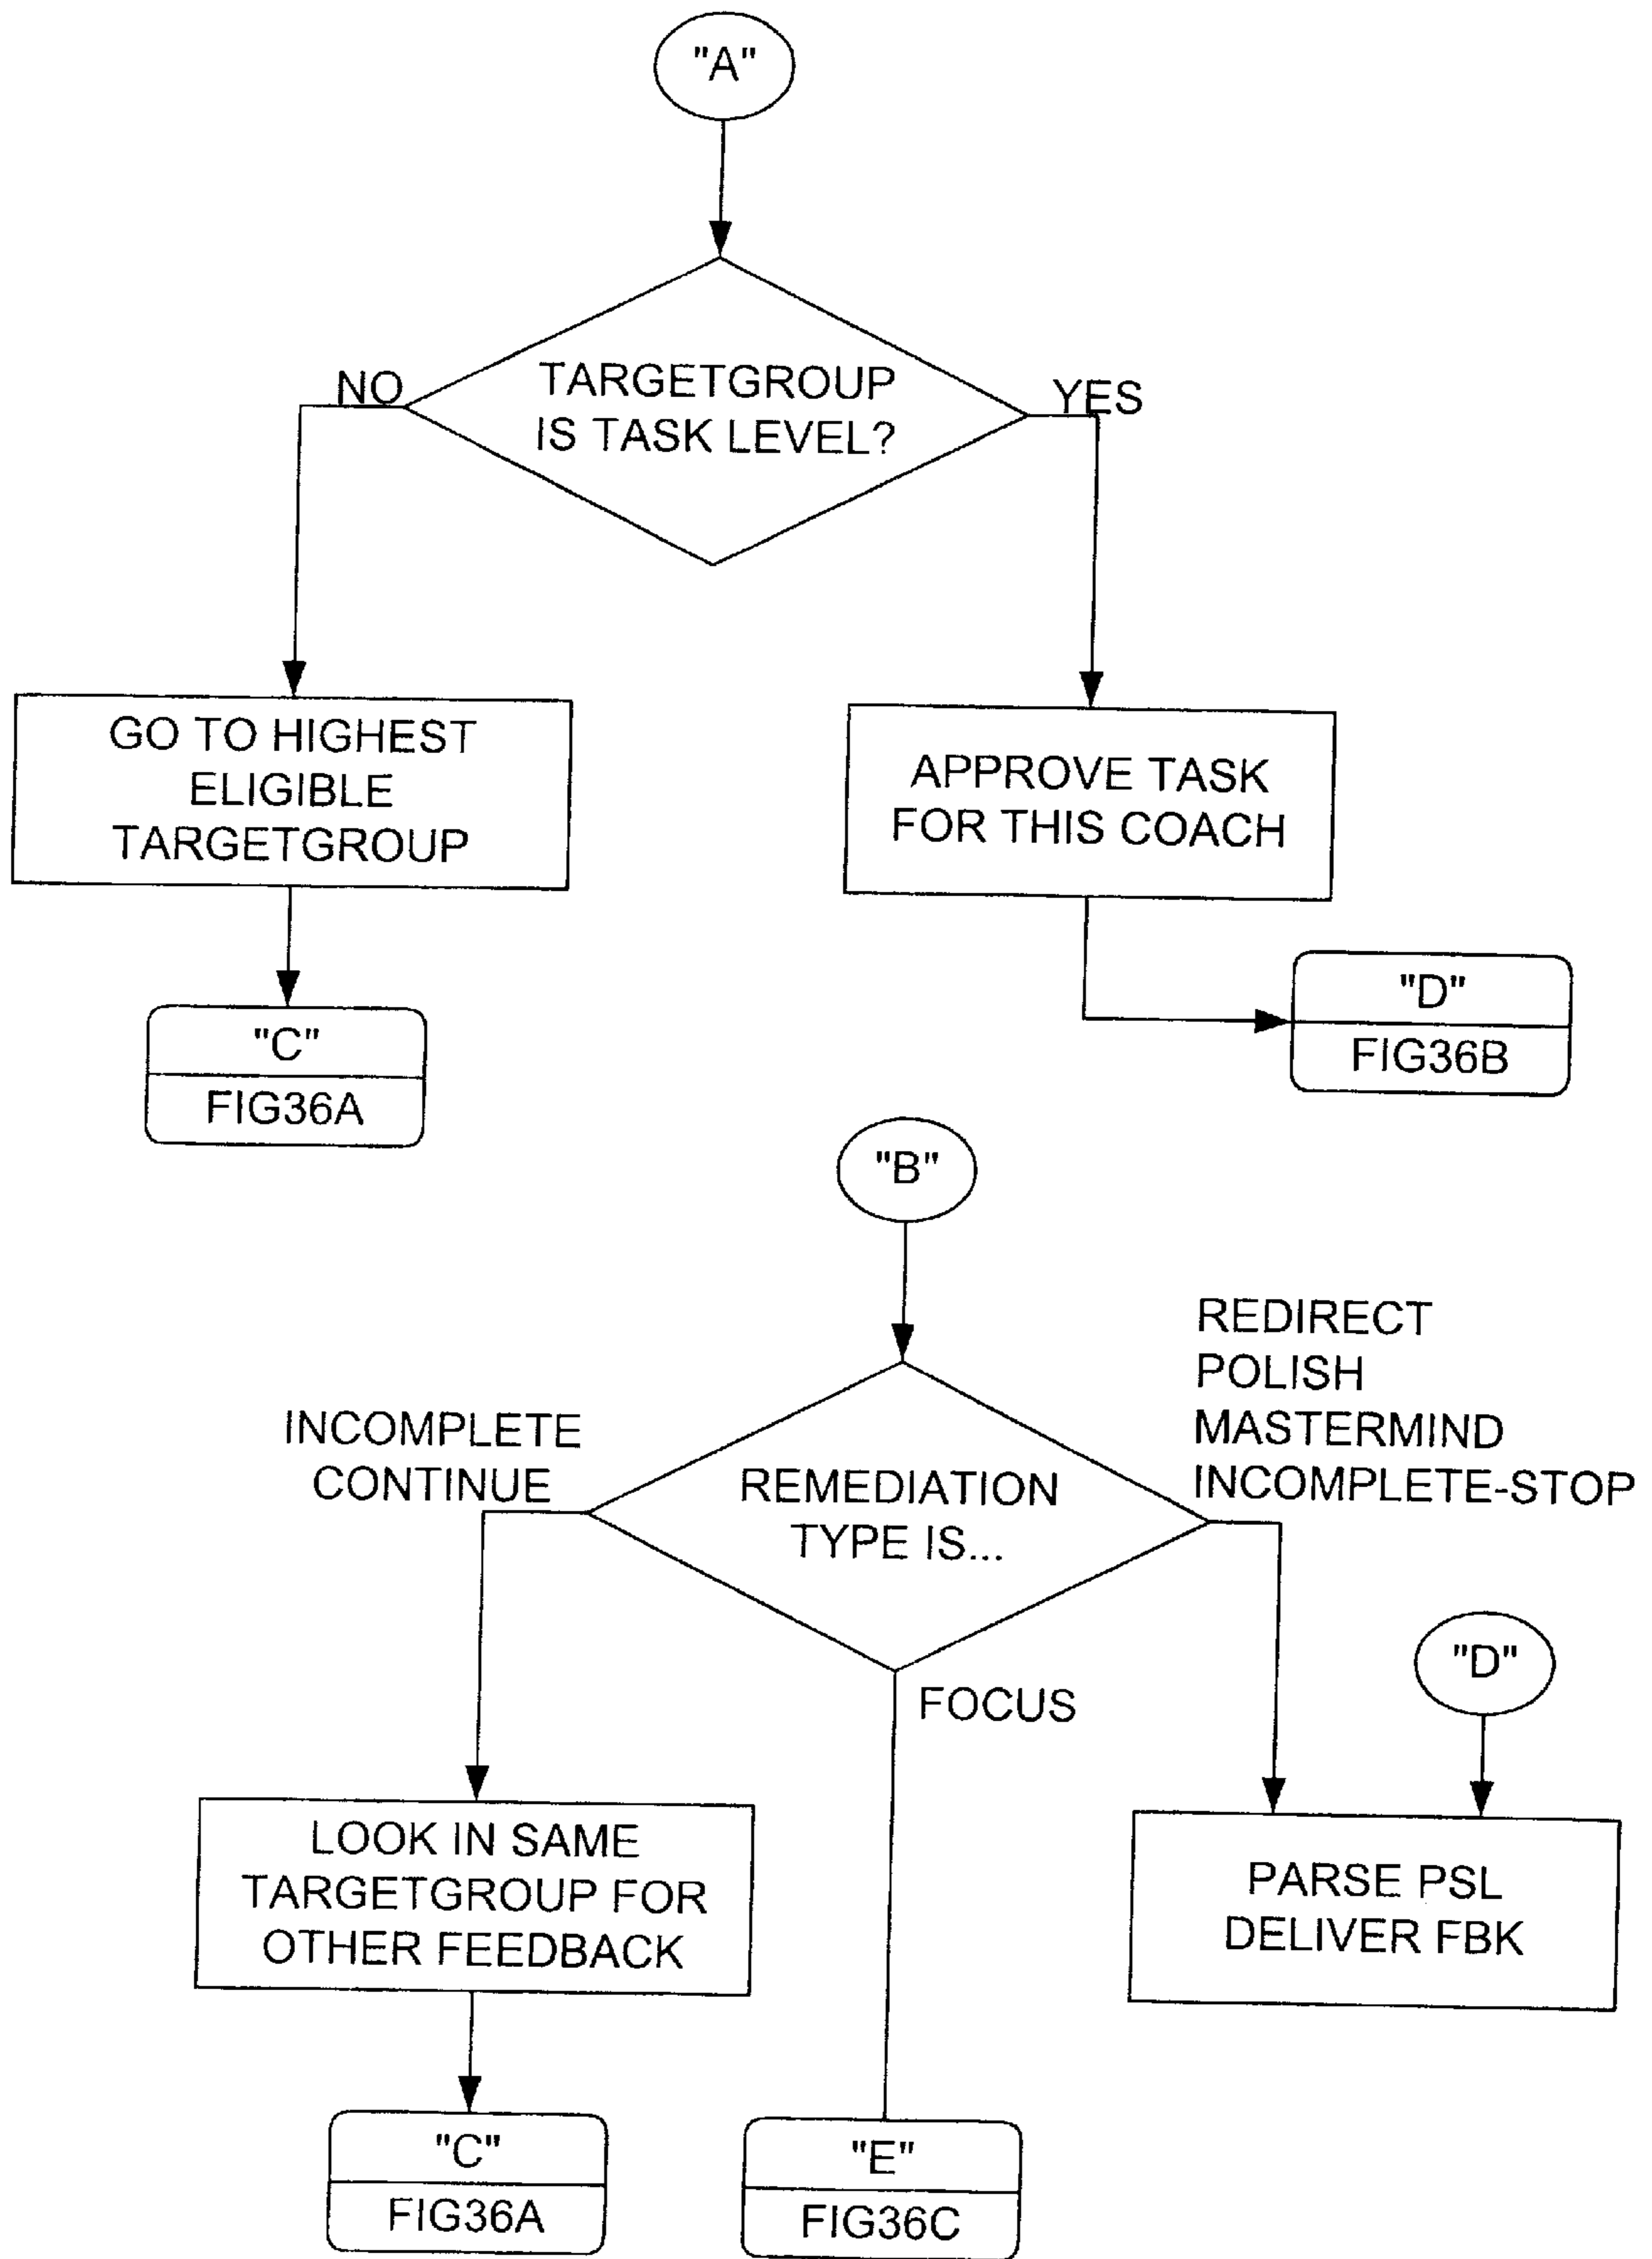 "A"
NO
TARGETGROUP
IS TASK LEVEL?
YES
GO TO HIGHEST
ELIGIBLE
TARGETGROUP
APPROVE TASK
FOR THIS COACH
"C"
FIG36A
"D"
FIG36B
"B"
INCOMPLETE
CONTINUE
REMEDIATION
TYPE IS...
REDIRECT
POLISH
MASTERMIND
INCOMPLETE-STOP
FOCUS
"D"
LOOK IN SAME
TARGETGROUP FOR
OTHER FEEDBACK
PARSE PSL
DELIVER FBK
"C"
FIG36A
"E"
FIG36C